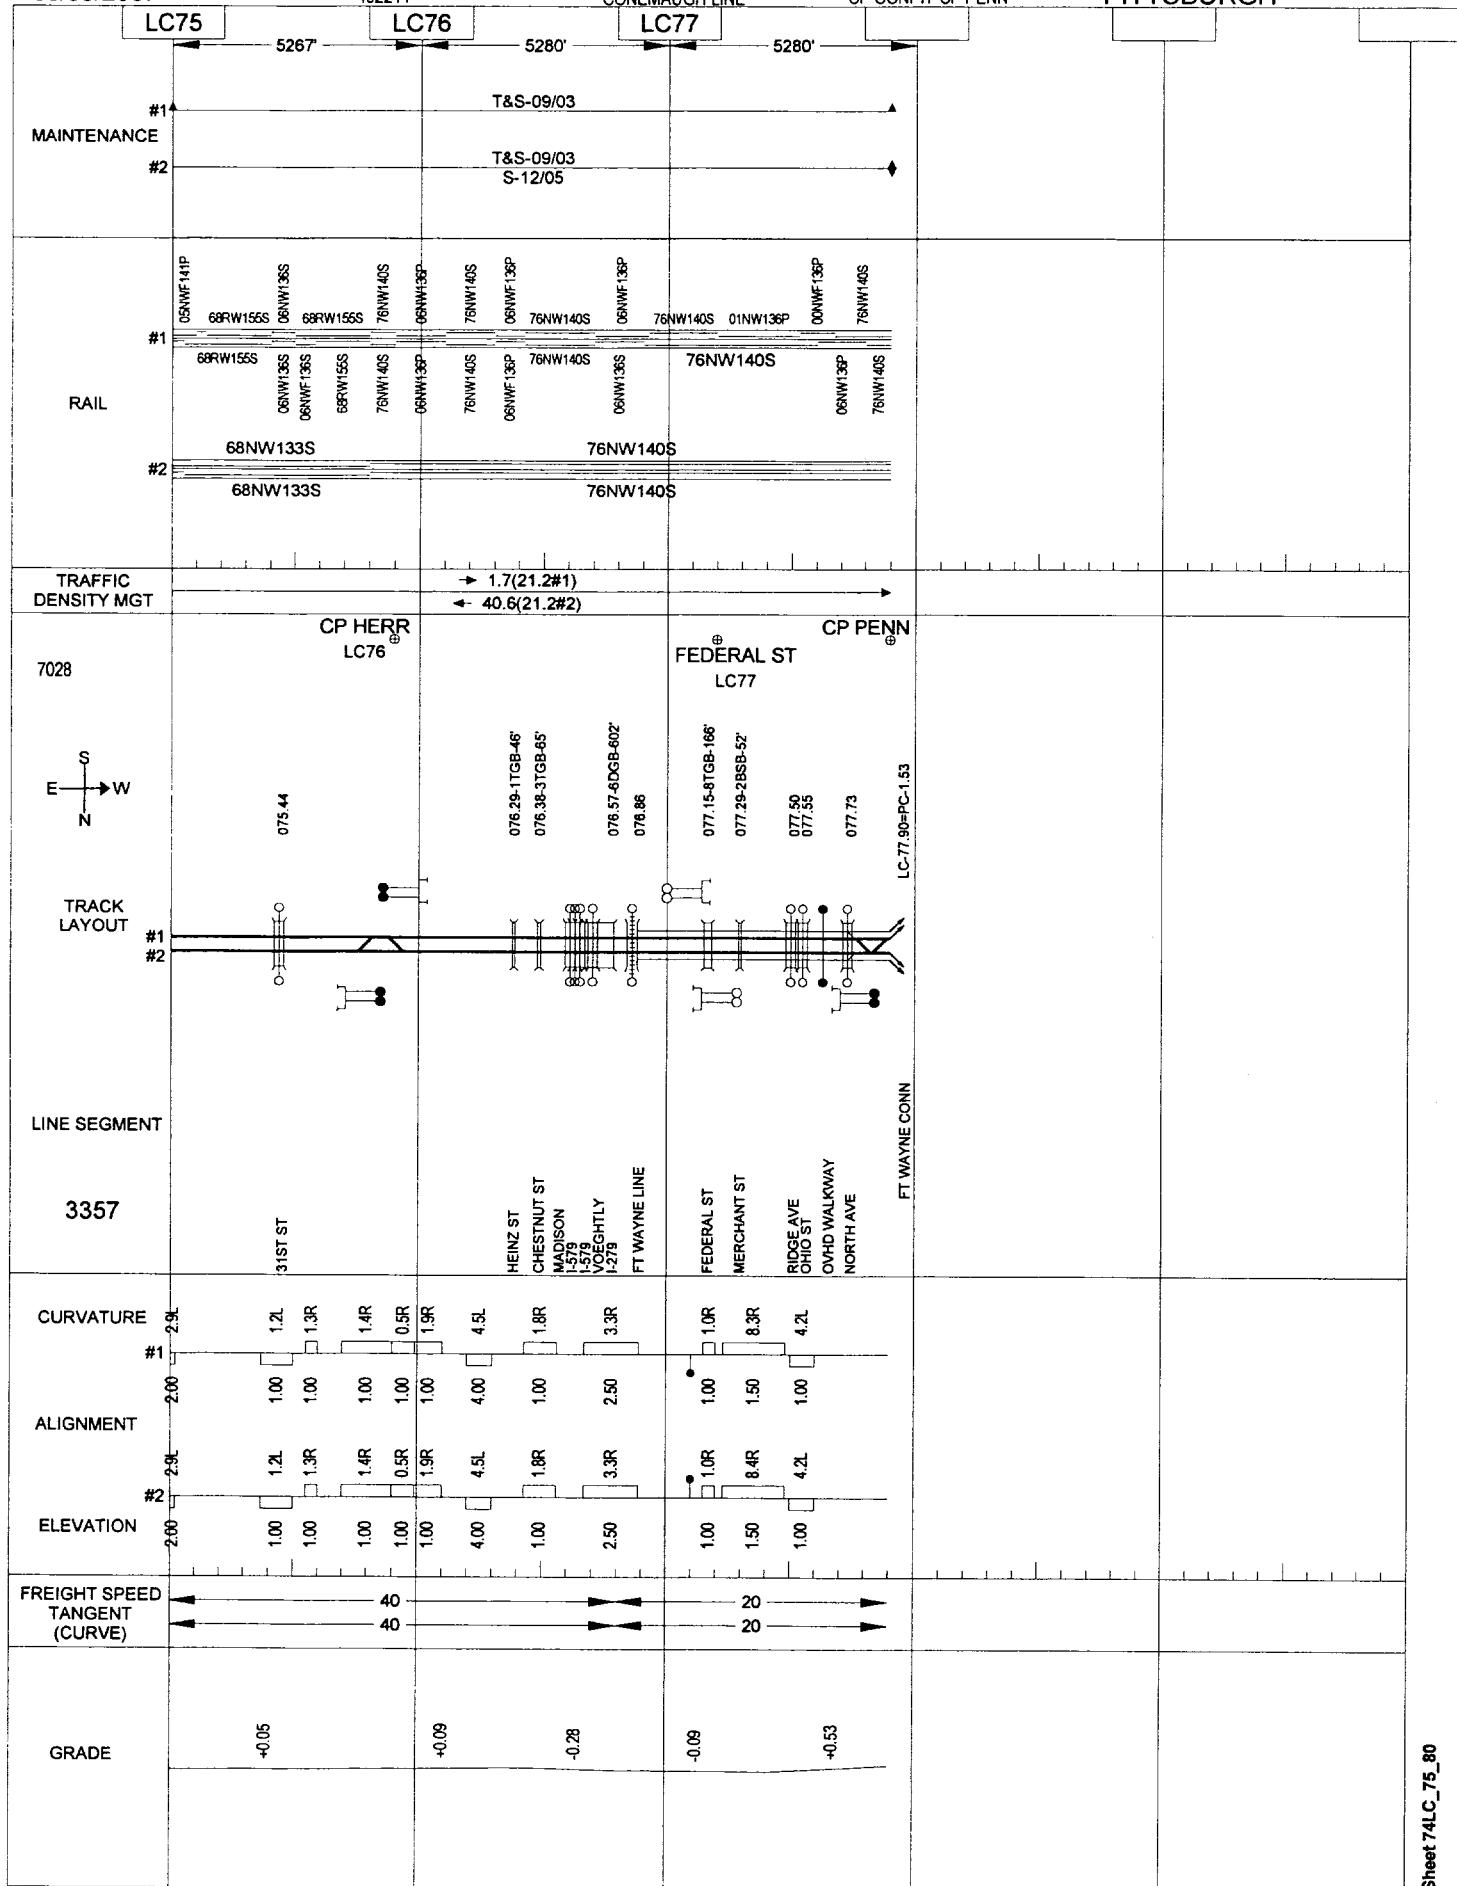 CONEMAUGH LINE
PITTSBURGH
LC75
LC76
LC77
5267'
5280'
5280'
MAINTENANCE
#1
T&S-09/03
#2
T&S-09/03
S-12/05
RAIL
05NWF141P
68RW155S
06NW136S
68RW155S
76NW140S
06NW136P
76NW140S
06NWF136P
76NW140S
06NWF136P
76NW140S
01NW136P
00NWF136P
76NW140S
#1
68RW155S
06NW136S
06NWF136S
68RW155S
76NW140S
06NW136P
76NW140S
06NWF136P
76NW140S
06NW136S
76NW140S
06NW136P
76NW140S
68NW133S
76NW140S
#2
68NW133S
76NW140S
TRAFFIC
DENSITY MGT
1.7(21.2#1)
40.6(21.2#2)
CP HERR
LC76
FEDERAL ST
LC77
CP PENN
7028
S
E W
N
075.44
076.29-1TGB-46'
076.38-3TGB-65'
076.57-6DGB-602'
076.86
077.15-8TGB-166'
077.29-2BSB-52'
077.50
077.55
077.73
LC-77.90=PC-1.53
TRACK
LAYOUT
#1
#2
LINE SEGMENT
3357
31ST ST
HEINZ ST
CHESTNUT ST
MADISON
I-579
I-579
VOEGHTLY
I-279
FT WAYNE LINE
FEDERAL ST
MERCHANT ST
RIDGE AVE
OHIO ST
OVHD WALKWAY
NORTH AVE
FT WAYNE CONN
CURVATURE
2.9L
1.2L
1.3R
1.4R
0.5R
1.9R
4.5L
1.8R
3.3R
1.0R
8.3R
4.2L
#1
2.00
1.00
1.00
1.00
1.00
1.00
4.00
1.00
2.50
1.00
1.50
1.00
ALIGNMENT
2.9L
1.2L
1.3R
1.4R
0.5R
1.9R
4.5L
1.8R
3.3R
1.0R
8.4R
4.2L
#2
ELEVATION
2.00
1.00
1.00
1.00
1.00
1.00
4.00
1.00
2.50
1.00
1.50
1.00
FREIGHT SPEED
TANGENT
(CURVE)
40
20
40
20
GRADE
+0.05
+0.09
-0.28
-0.09
+0.53
Sheet 74LC_75_80